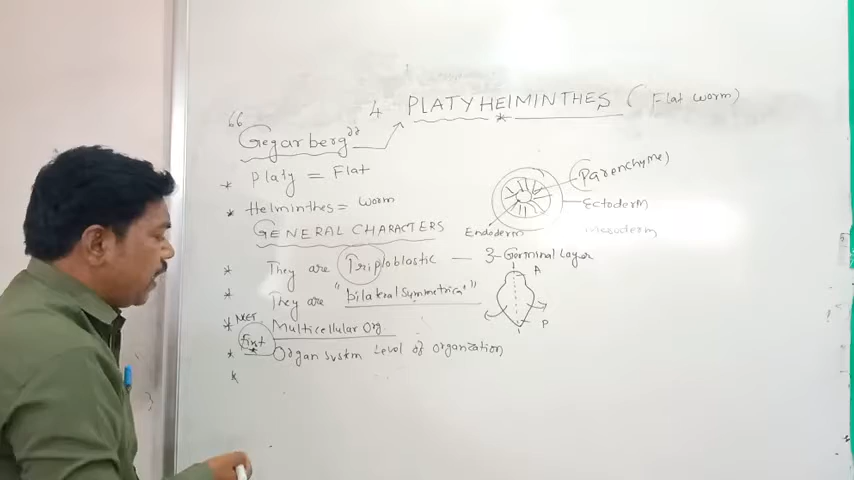 4 PLATYHELMINTHES (Flat worm)
“Gegarberg”
* Platy = Flat
* Helminthes = worm
(Parenchyme)
Ectoderm
Endoderm
mesoderm
GENERAL CHARACTERS
* They are Triploblastic — 3-Germinal Layer
* They are "bilateral symmetrical"
A
P
NEET
* Multicellular Org
* First Organ system Level of organization
*